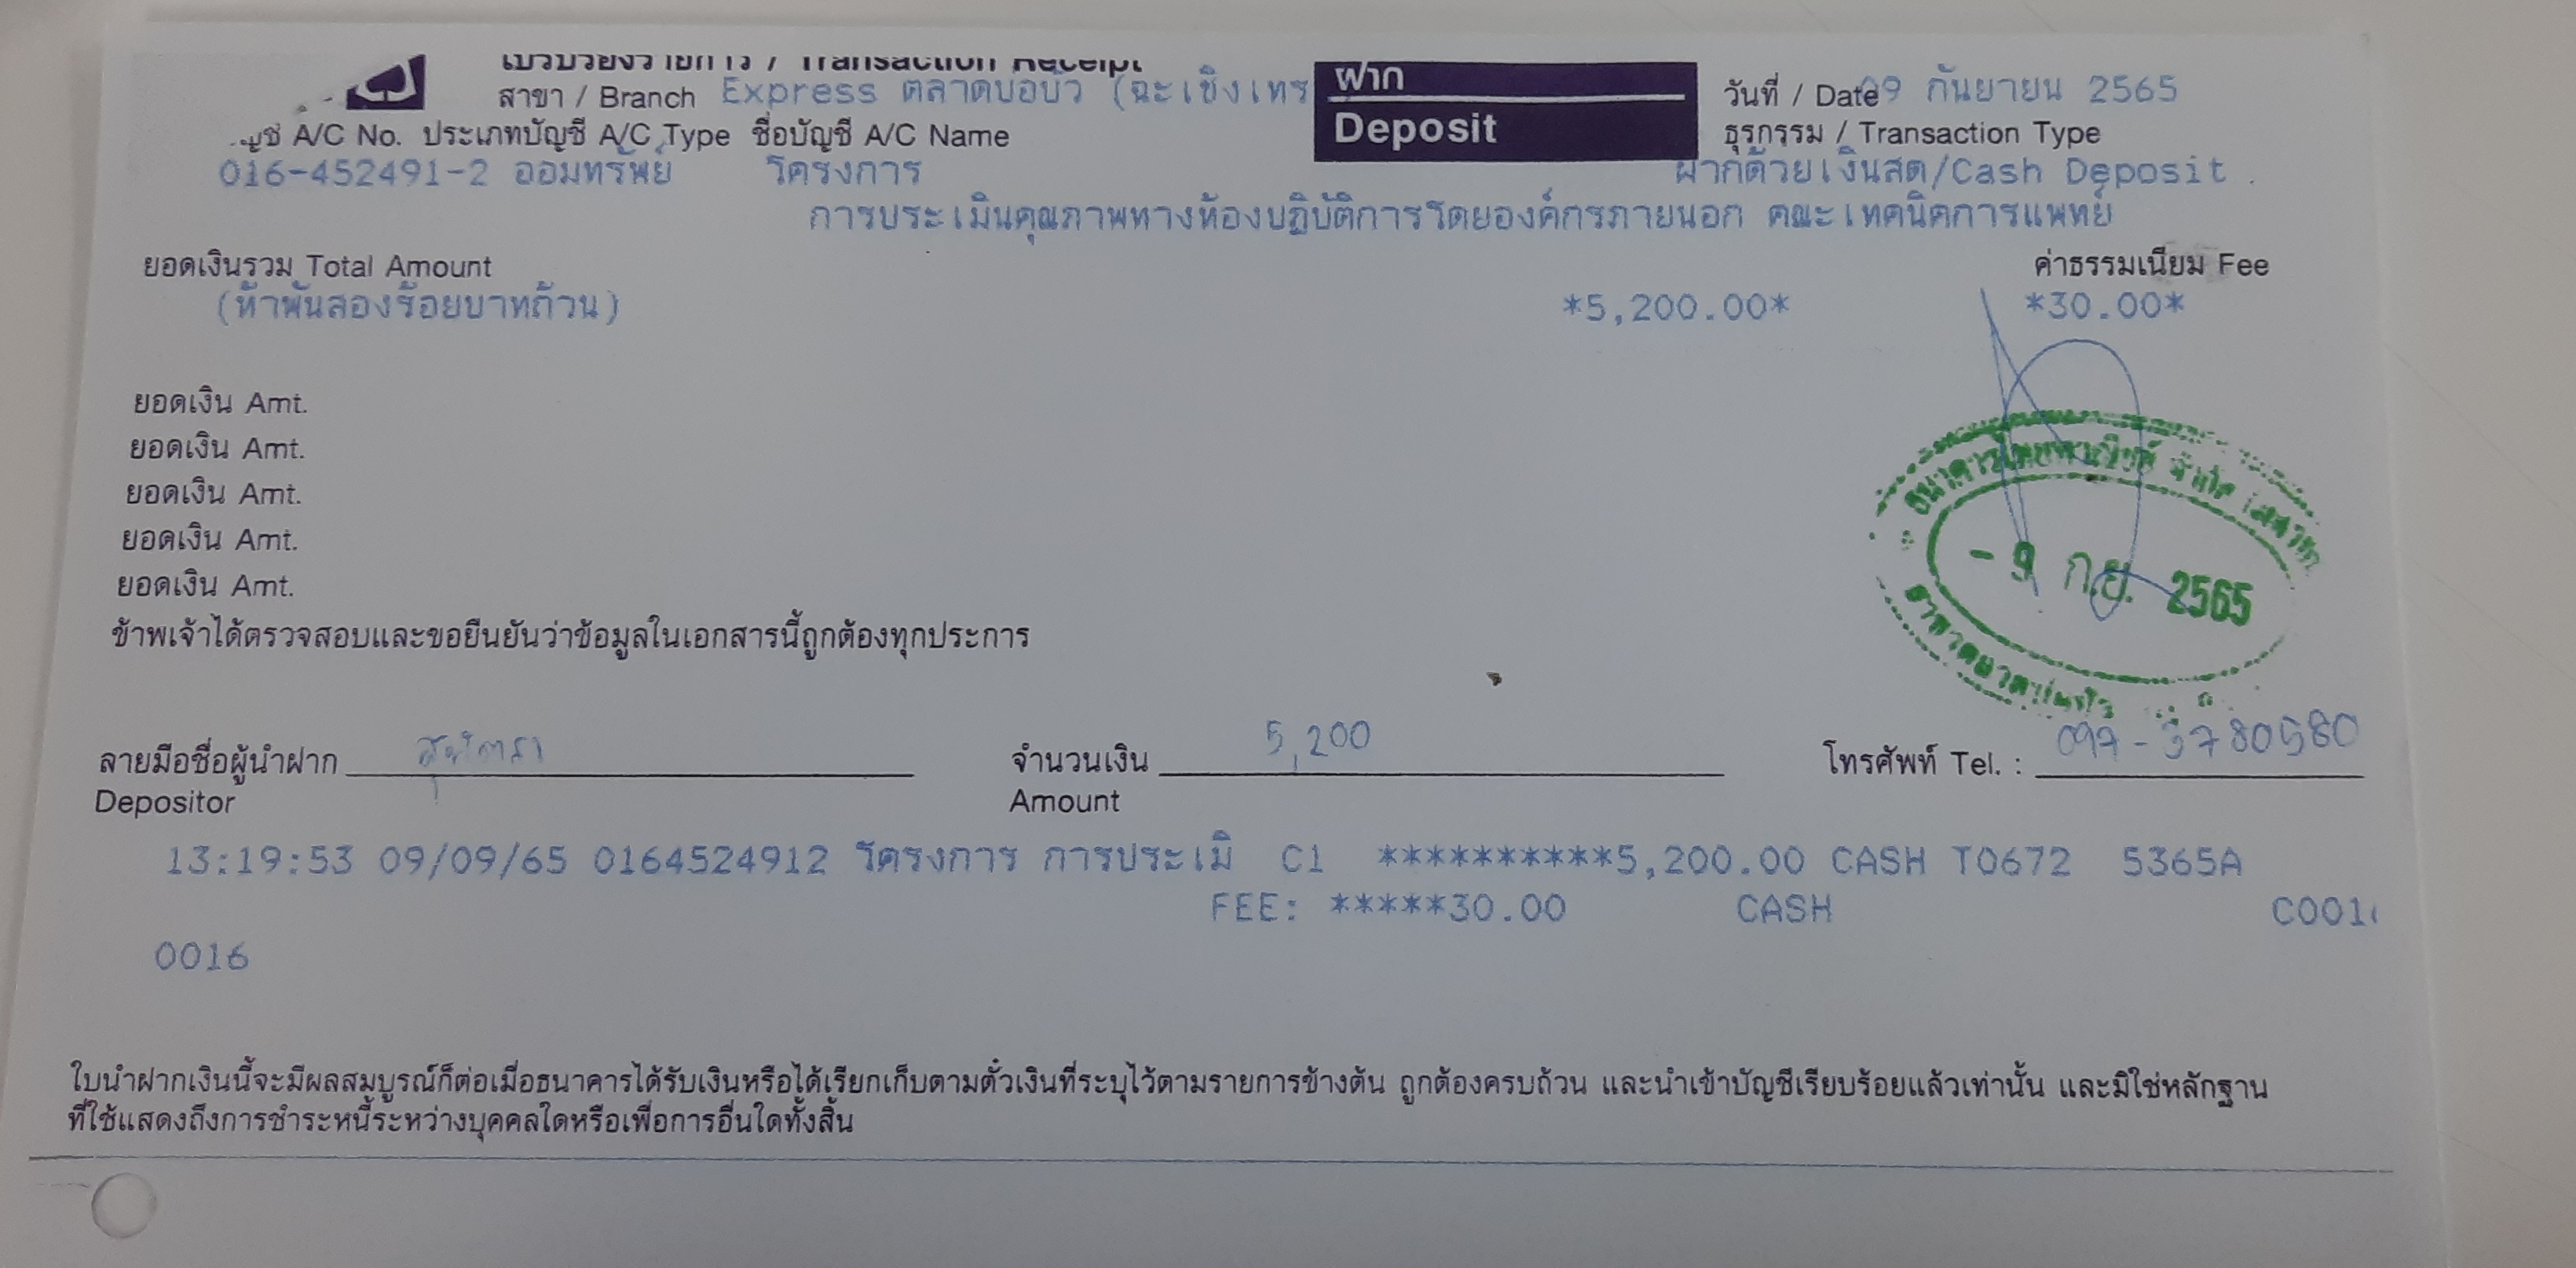 ใบรับรองรายการ / Transaction Receipt
สาขา / Branch Express ตลาดบ่อบัว (ฉะเชิงเทร
ฝาก
Deposit
วันที่ / Date 09 กันยายน 2565
A/C No. ประเภทบัญชี A/C Type ชื่อบัญชี A/C Name
ธุรกรรม / Transaction Type
016-452491-2 ออมทรัพย์ โครงการ
ฝากด้วยเงินสด/Cash Deposit
การประเมินคุณภาพทางห้องปฏิบัติการโดยองค์กรภายนอก คณะเทคนิคการแพทย์
ยอดเงินรวม Total Amount
ค่าธรรมเนียม Fee
(ห้าพันสองร้อยบาทถ้วน) *5,200.00* *30.00*
ยอดเงิน Amt.
ยอดเงิน Amt.
ยอดเงิน Amt.
ยอดเงิน Amt.
ยอดเงิน Amt.
ธนาคารไทยพาณิชย์ จำกัด (มหาชน)
- 9 ก.ย. 2565
ข้าพเจ้าได้ตรวจสอบและขอยืนยันว่าข้อมูลในเอกสารนี้ถูกต้องทุกประการ
ลายมือชื่อผู้นำฝาก จำนวนเงิน 5,200 โทรศัพท์ Tel. :
Depositor Amount
13:19:53 09/09/65 0164524912 โครงการ การประเมิ C1 **********5,200.00 CASH T0672 5365A
FEE: *****30.00 CASH C001
0016
ใบนำฝากเงินนี้จะมีผลสมบูรณ์ก็ต่อเมื่อธนาคารได้รับเงินหรือได้เรียกเก็บตามตั๋วเงินที่ระบุไว้ตามรายการข้างต้น ถูกต้องครบถ้วน และนำเข้าบัญชีเรียบร้อยแล้วเท่านั้น และมิใช่หลักฐาน
ที่ใช้แสดงถึงการชำระหนี้ระหว่างบุคคลใดหรือเพื่อการอื่นใดทั้งสิ้น